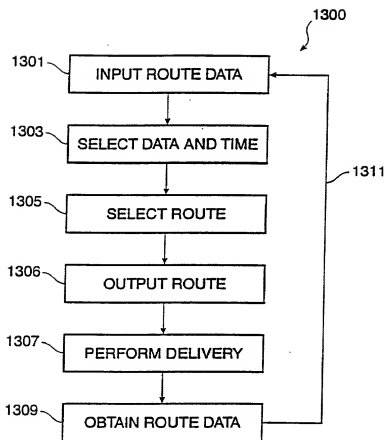 1300
1301
INPUT ROUTE DATA
1303
SELECT DATA AND TIME
1311
1305
SELECT ROUTE
1306
OUTPUT ROUTE
1307
PERFORM DELIVERY
1309
OBTAIN ROUTE DATA